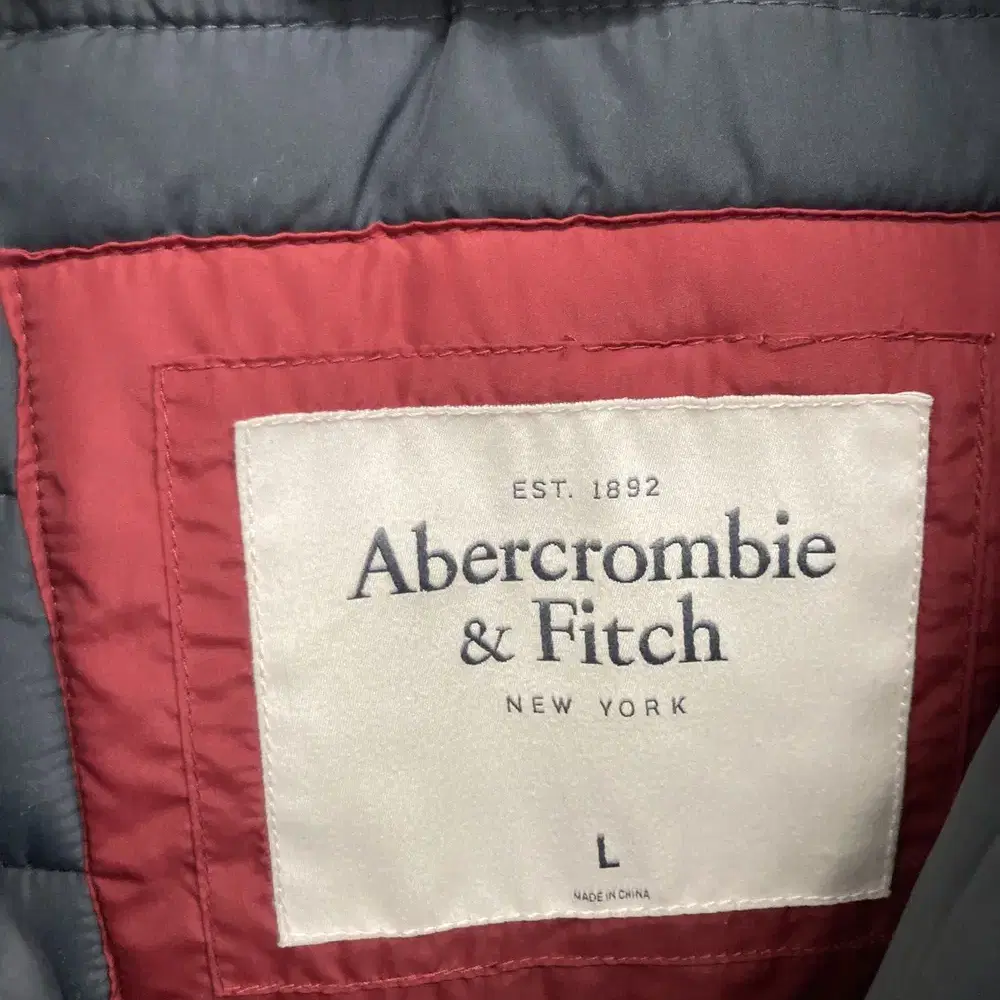 EST. 1892
Abercrombie
& Fitch
NEW YORK
L
MADE IN CHINA